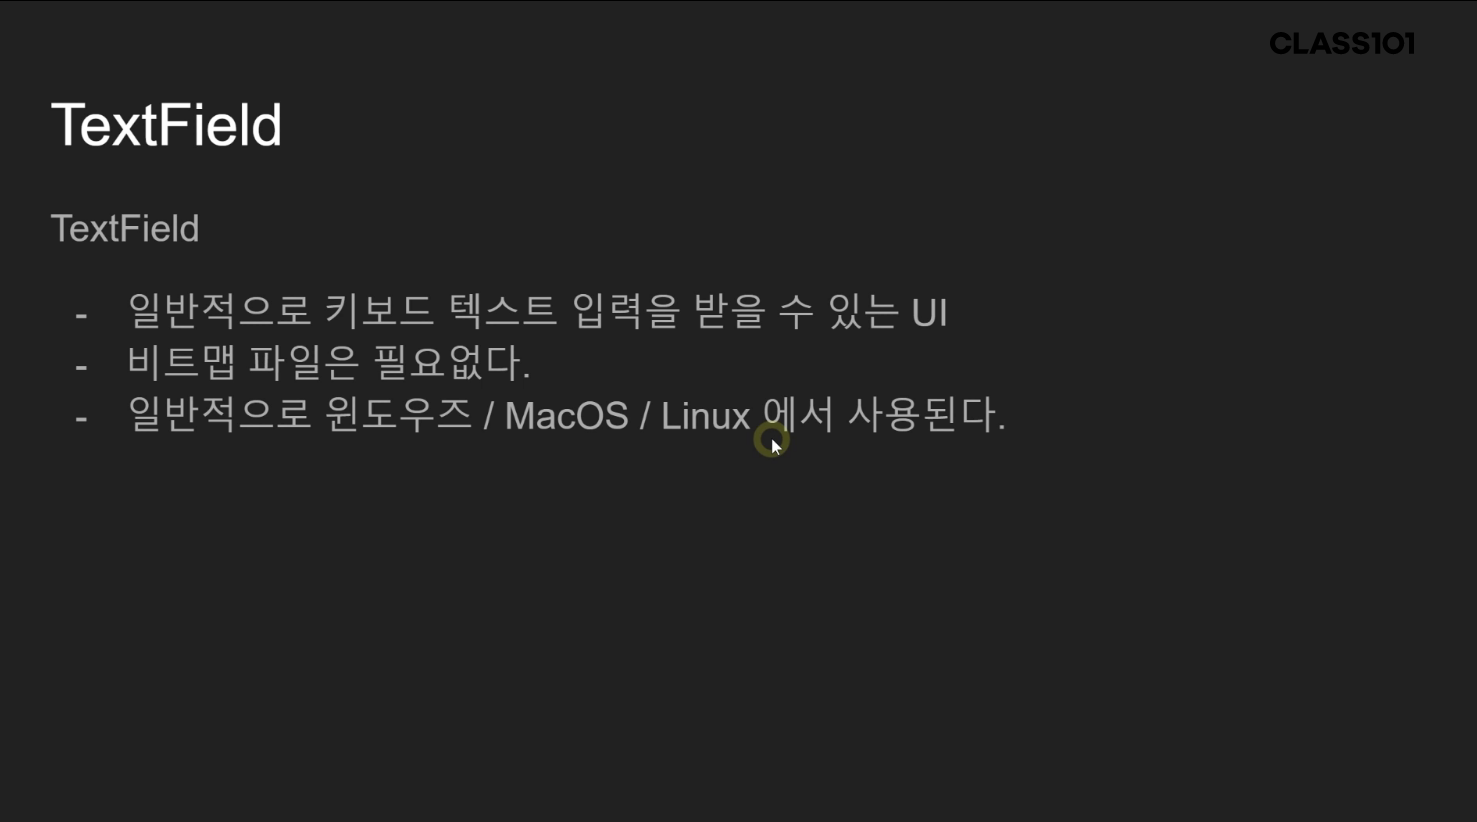 CLASS101
TextField
TextField
- 일반적으로 키보드 텍스트 입력을 받을 수 있는 UI
- 비트맵 파일은 필요없다.
- 일반적으로 윈도우즈 / MacOS / Linux 에서 사용된다.